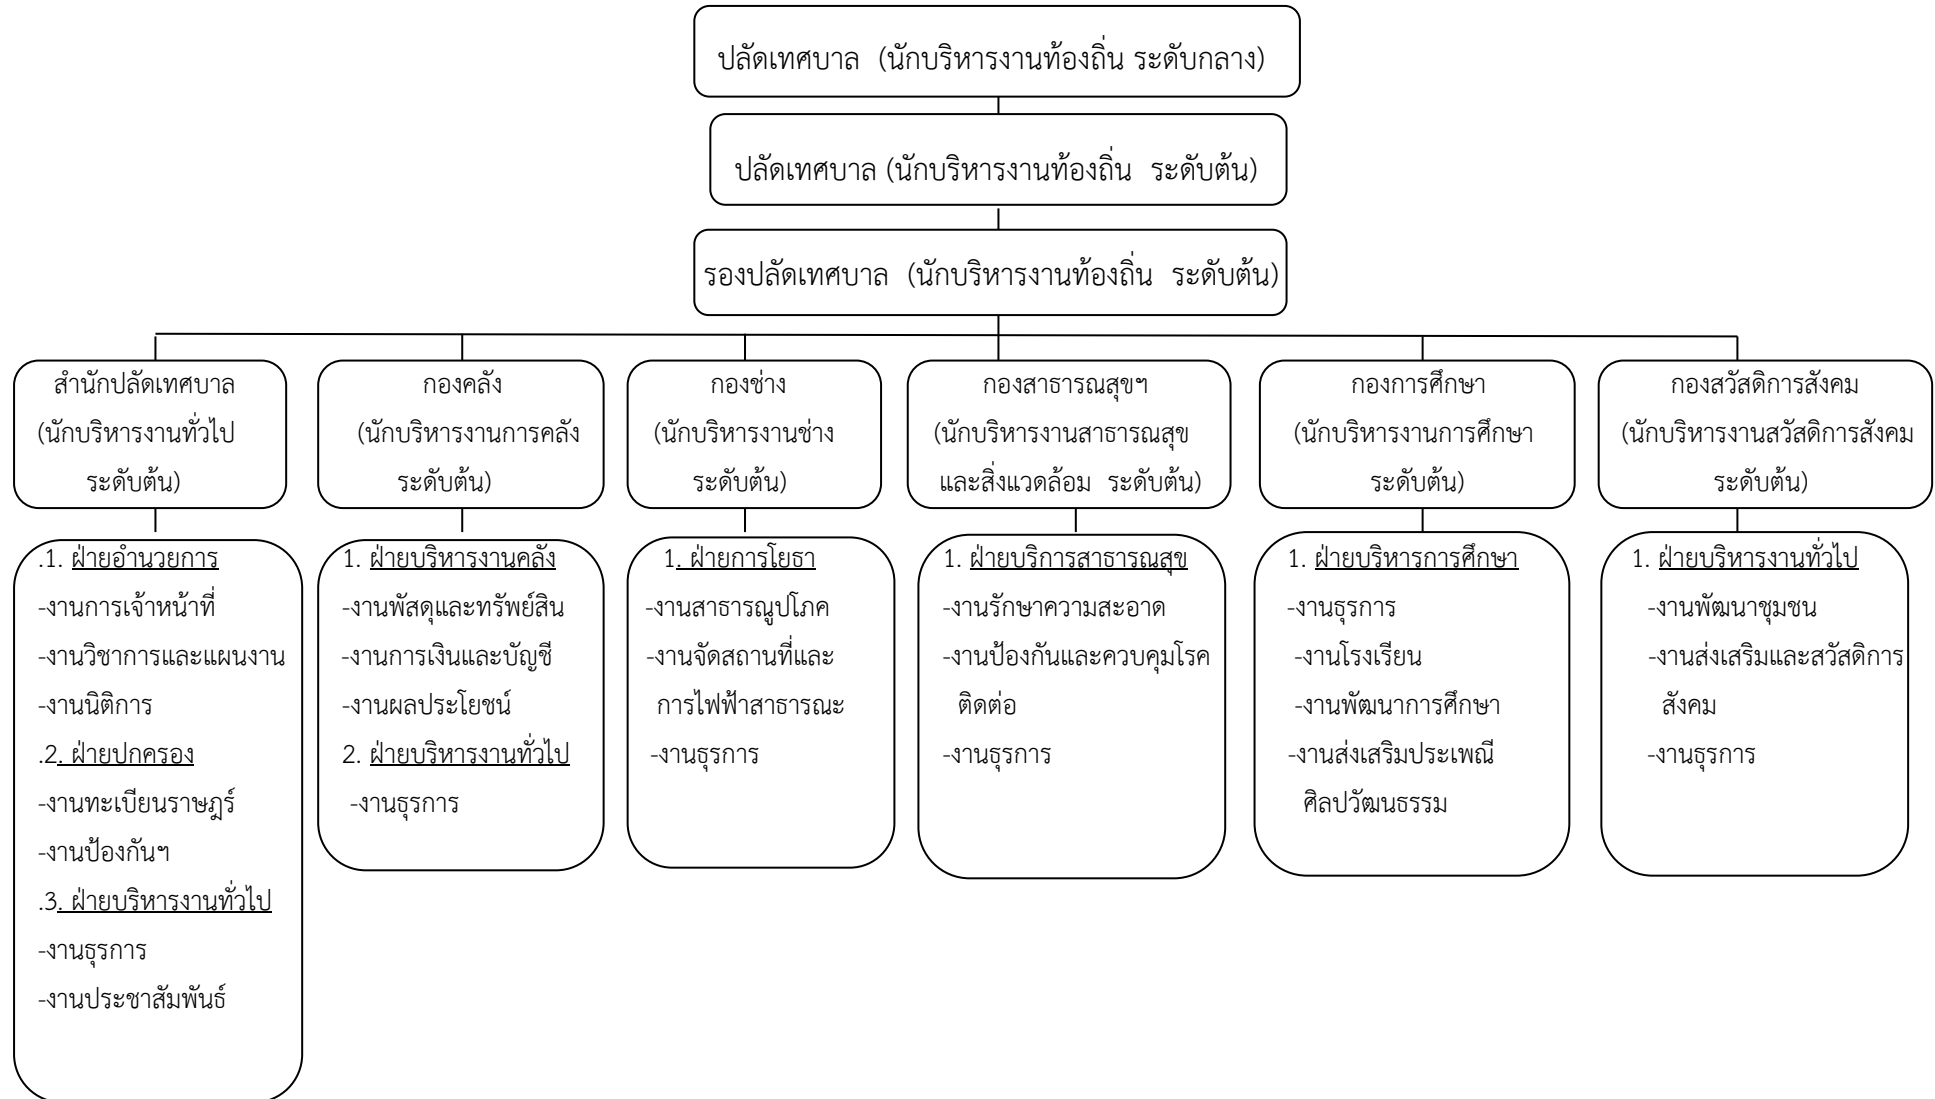 ปลัดเทศบาล (นักบริหารงานท้องถิ่น ระดับกลาง)
ปลัดเทศบาล (นักบริหารงานท้องถิ่น ระดับต้น)
รองปลัดเทศบาล (นักบริหารงานท้องถิ่น ระดับต้น)
สำนักปลัดเทศบาล
(นักบริหารงานทั่วไป
ระดับต้น)
กองคลัง
(นักบริหารงานการคลัง
ระดับต้น)
กองช่าง
(นักบริหารงานช่าง
ระดับต้น)
กองสาธารณสุขฯ
(นักบริหารงานสาธารณสุข
และสิ่งแวดล้อม ระดับต้น)
กองการศึกษา
(นักบริหารงานการศึกษา
ระดับต้น)
กองสวัสดิการสังคม
(นักบริหารงานสวัสดิการสังคม
ระดับต้น)
.1. ฝ่ายอำนวยการ
-งานการเจ้าหน้าที่
-งานวิชาการและแผนงาน
-งานนิติการ
.2. ฝ่ายปกครอง
-งานทะเบียนราษฎร์
-งานป้องกันฯ
.3. ฝ่ายบริหารงานทั่วไป
-งานธุรการ
-งานประชาสัมพันธ์
1. ฝ่ายบริหารงานคลัง
-งานพัสดุและทรัพย์สิน
-งานการเงินและบัญชี
-งานผลประโยชน์
2. ฝ่ายบริหารงานทั่วไป
-งานธุรการ
1. ฝ่ายการโยธา
-งานสาธารณูปโภค
-งานจัดสถานที่และ
การไฟฟ้าสาธารณะ
-งานธุรการ
1. ฝ่ายบริการสาธารณสุข
-งานรักษาความสะอาด
-งานป้องกันและควบคุมโรค
ติดต่อ
-งานธุรการ
1. ฝ่ายบริหารการศึกษา
-งานธุรการ
-งานโรงเรียน
-งานพัฒนาการศึกษา
-งานส่งเสริมประเพณี
ศิลปวัฒนธรรม
1. ฝ่ายบริหารงานทั่วไป
-งานพัฒนาชุมชน
-งานส่งเสริมและสวัสดิการ
สังคม
-งานธุรการ